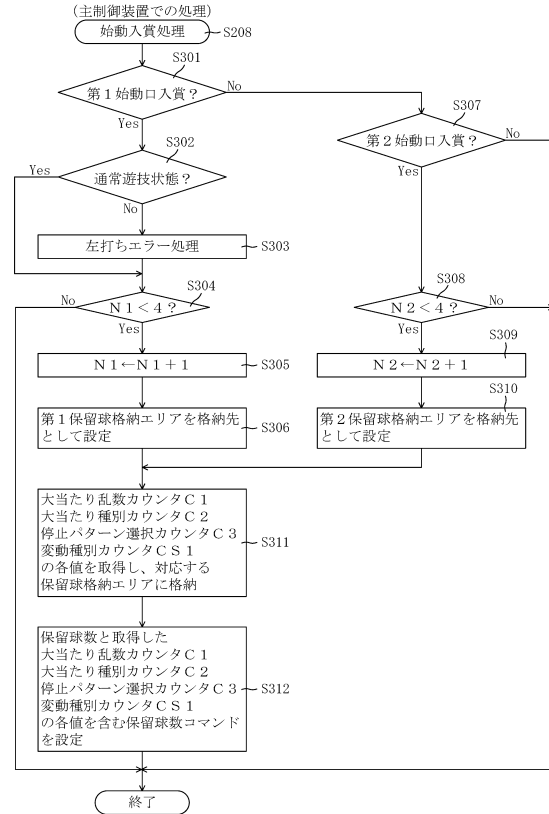 (主制御装置での処理)
始動入賞処理
S208
S301
第1始動口入賞?
No
Yes
S302
通常遊技状態?
Yes
No
左打ちエラー処理
S303
S304
N1<4?
No
Yes
N1←N1+1
S305
第1保留球格納エリアを格納先
として設定
S306
S307
第2始動口入賞?
No
Yes
S308
N2<4?
No
Yes
S309
N2←N2+1
S310
第2保留球格納エリアを格納先
として設定
大当たり乱数カウンタC1
大当たり種別カウンタC2
停止パターン選択カウンタC3
変動種別カウンタCS1
の各値を取得し、対応する
保留球格納エリアに格納
S311
保留球数と取得した
大当たり乱数カウンタC1
大当たり種別カウンタC2
停止パターン選択カウンタC3
変動種別カウンタCS1
の各値を含む保留球数コマンド
を設定
S312
終了